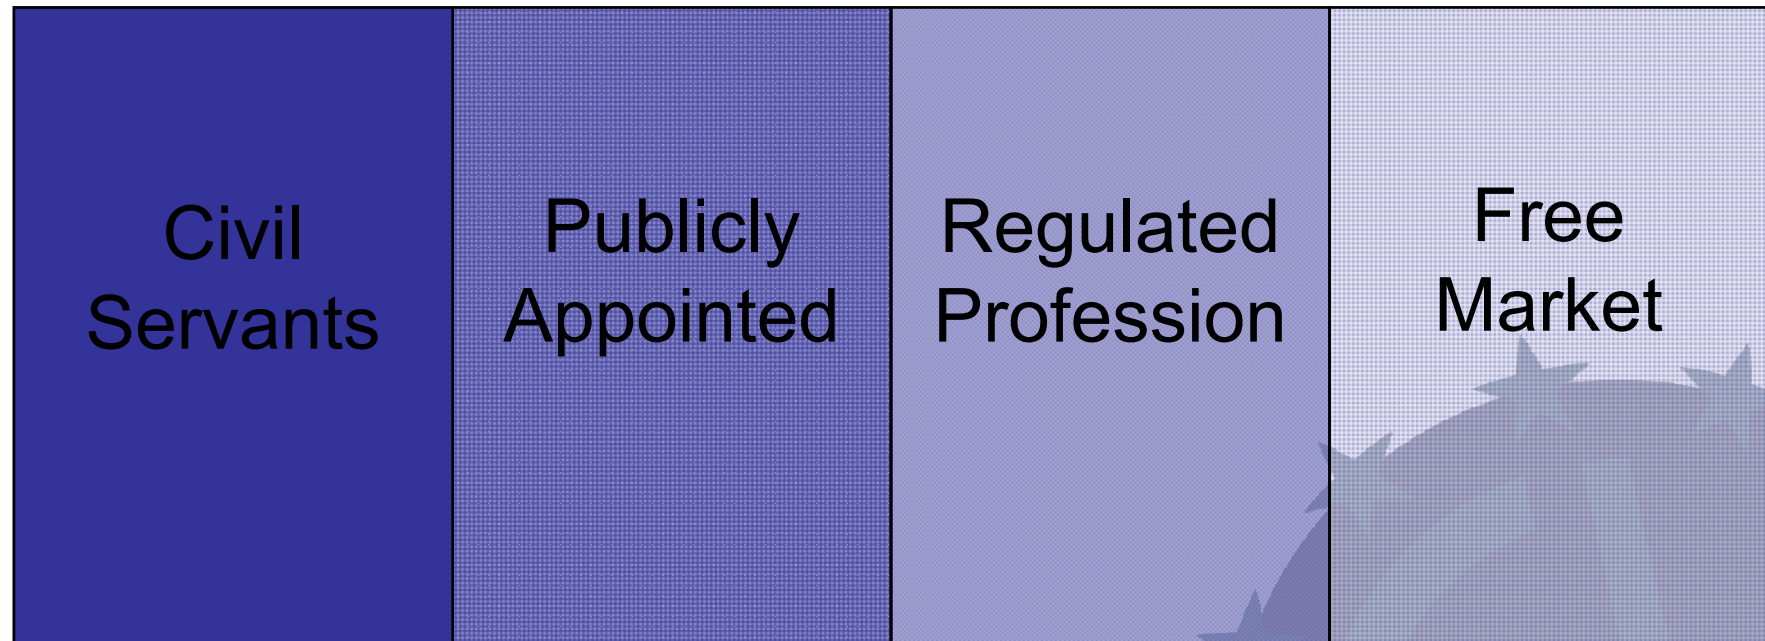 Civil
Servants
Publicly
Appointed
Regulated
Profession
Free
Market